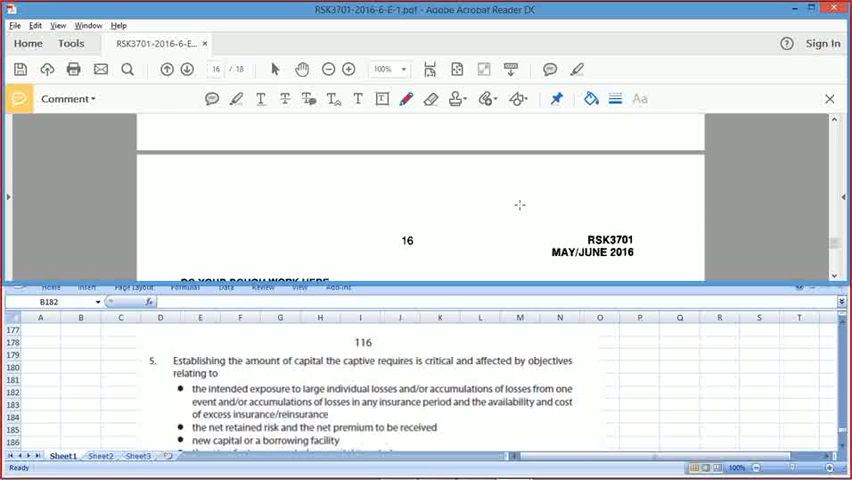 RSK3701-2016-6-E-1.pdf - Adobe Acrobat Reader DC
File Edit View Window Help
Home Tools RSK3701-2016-6-E... × Sign In
16 / 18 100%
Comment
16
RSK3701
MAY/JUNE 2016
DO YOUR ROUGH WORK HERE
Home Insert Page Layout Formulas Data Review View Add-Ins
B182 fx
A B C D E F G H I J K L M N O P Q R S T
177
178 116
179
180 5. Establishing the amount of capital the captive requires is critical and affected by objectives
181 relating to
182 • the intended exposure to large individual losses and/or accumulations of losses from one
183 event and/or accumulations of losses in any insurance period and the availability and cost
184 of excess insurance/reinsurance
185 • the net retained risk and the net premium to be received
186 • new capital or a borrowing facility
Sheet1 Sheet2 Sheet3
Ready 100%